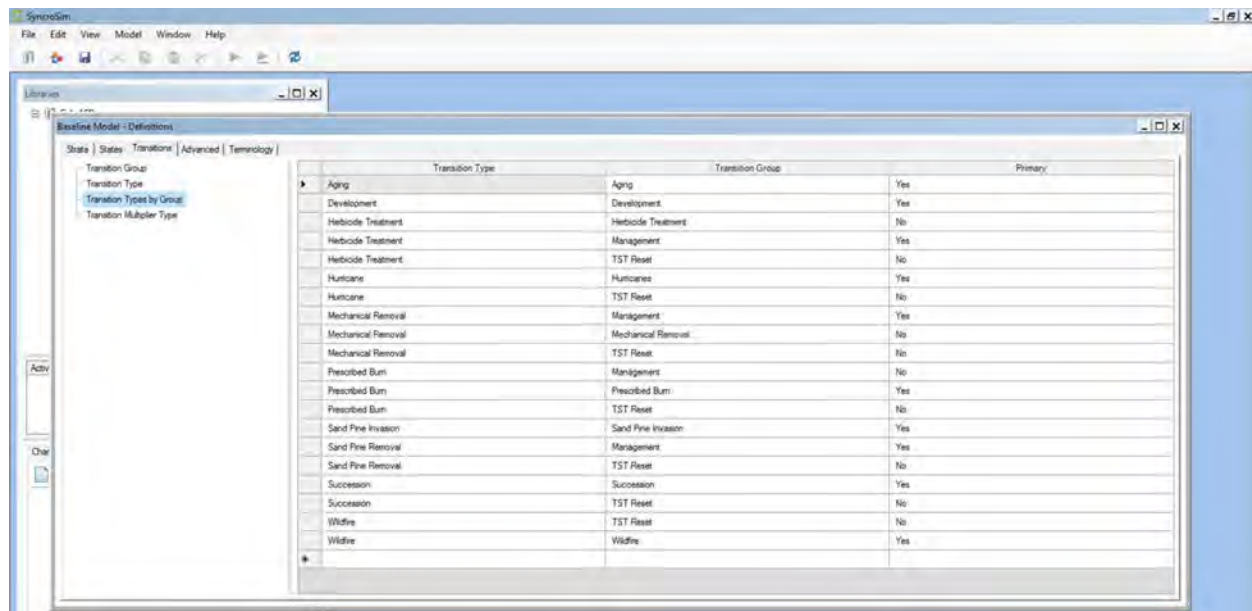 SyncroSim
File Edit View Model Window Help
Libraries
Baseline Model - Definitions
Strata States Transitions Advanced Terminology
Transition Group
Transition Type
Transition Types by Group
Transition Multiplier Type
Transition Type Transition Group Primary
Aging Aging Yes
Development Development Yes
Herbicide Treatment Herbicide Treatment No
Herbicide Treatment Management Yes
Herbicide Treatment TST Reset No
Hurricane Hurricanes Yes
Hurricane TST Reset No
Mechanical Removal Management Yes
Mechanical Removal Mechanical Removal No
Mechanical Removal TST Reset No
Prescribed Burn Management No
Prescribed Burn Prescribed Burn Yes
Prescribed Burn TST Reset No
Sand Pine Invasion Sand Pine Invasion Yes
Sand Pine Removal Management Yes
Sand Pine Removal TST Reset No
Succession Succession Yes
Succession TST Reset No
Wildfire TST Reset No
Wildfire Wildfire Yes
Activ
Char